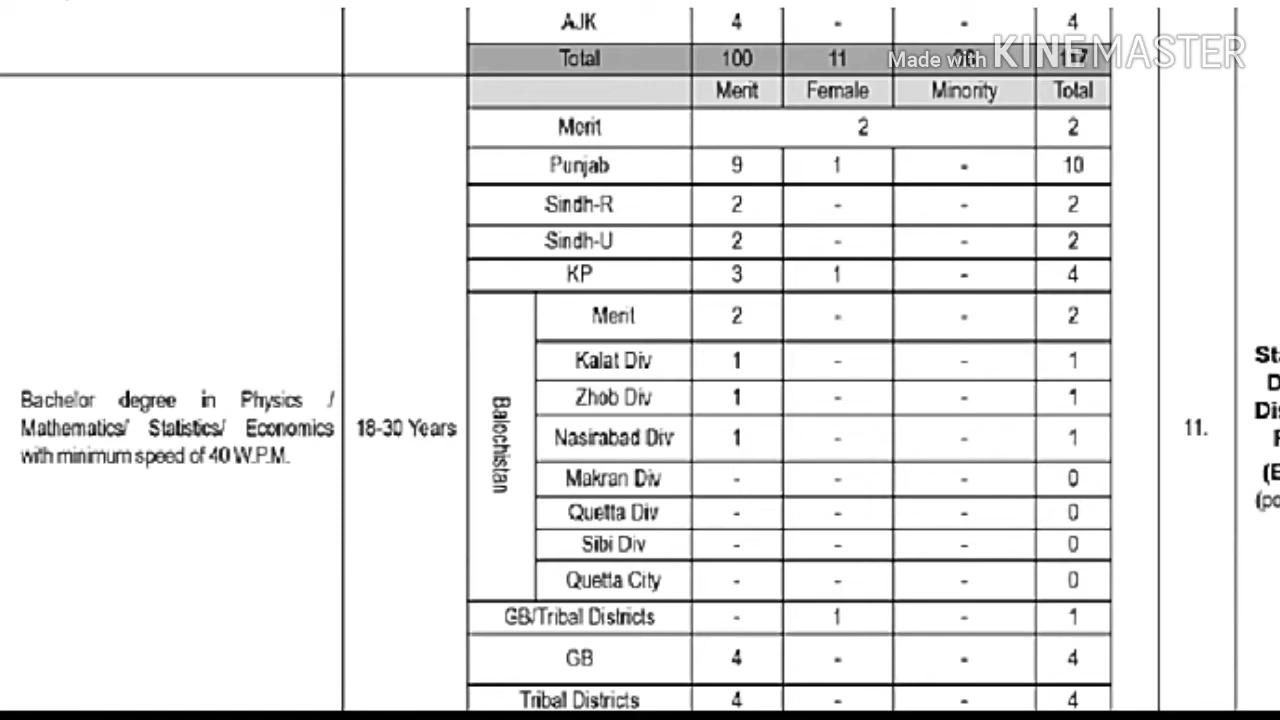 AJK 4 - - 4
Total 100 11
Made with KINEMASTER
Merit Female Minority Total
Merit 2 2
Punjab 9 1 - 10
Sindh-R 2 - - 2
Sindh-U 2 - - 2
KP 3 1 - 4
Balochistan
Merit 2 - - 2
Kalat Div 1 - - 1
Zhob Div 1 - - 1
Nasirabad Div 1 - - 1
Makran Div - - - 0
Quetta Div - - - 0
Sibi Div - - - 0
Quetta City - - - 0
GB/Tribal Districts - 1 - 1
GB 4 - - 4
Tribal Districts 4 - - 4
Bachelor degree in Physics /
Mathematics/ Statistics/ Economics
with minimum speed of 40 W.P.M.
18-30 Years
11.